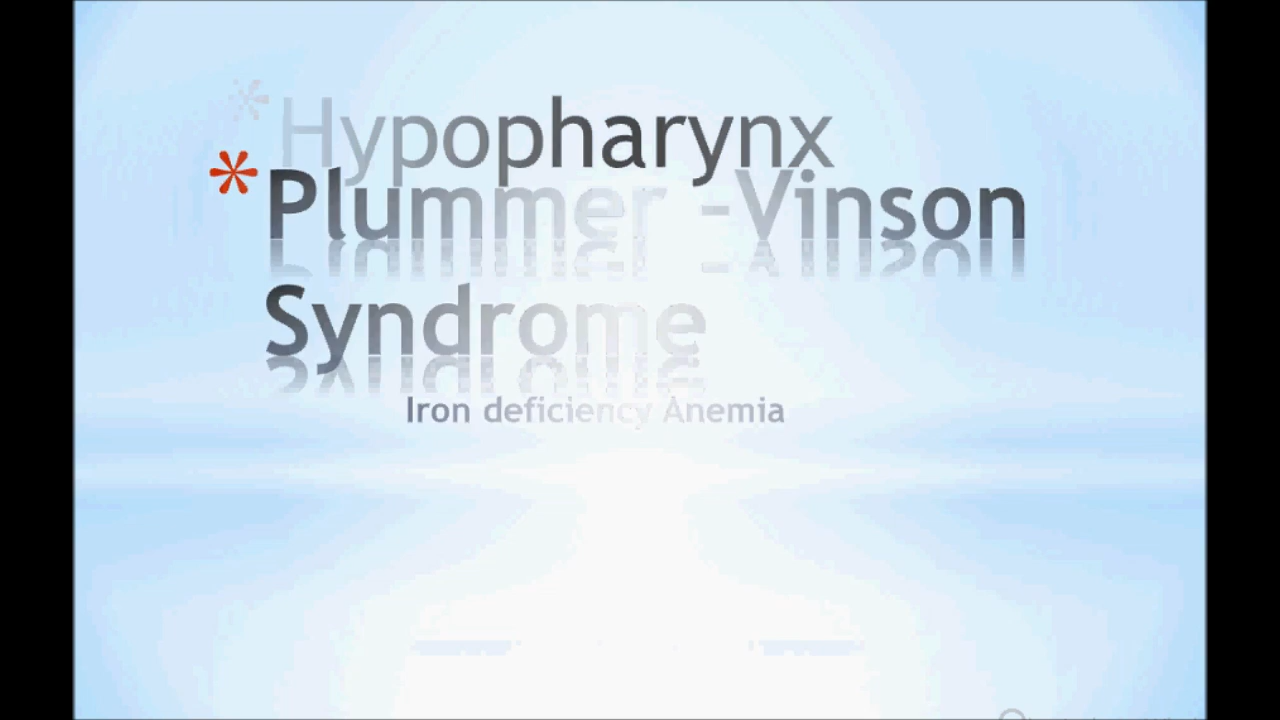 * Hypopharynx
* Plummer -Vinson
Syndrome
Iron deficiency Anemia